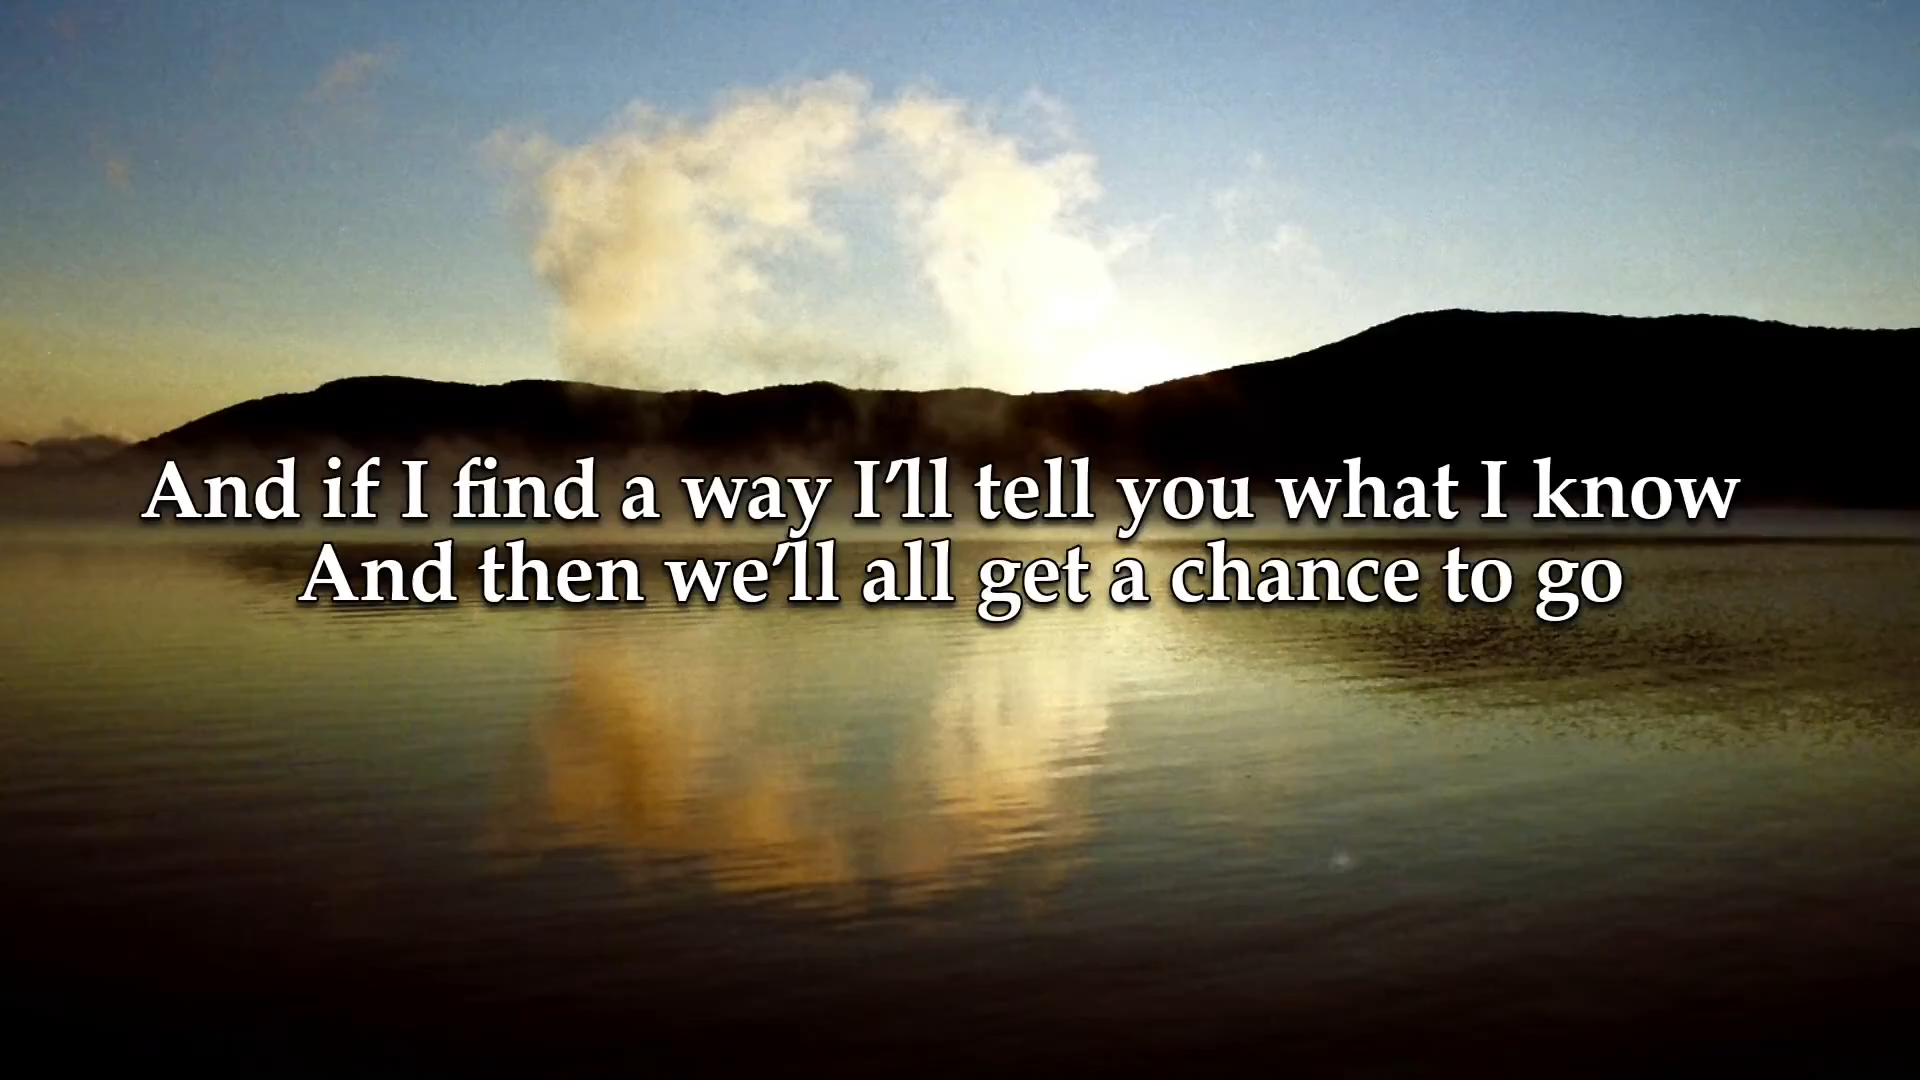 And if I find a way I’ll tell you what I know
And then we’ll all get a chance to go